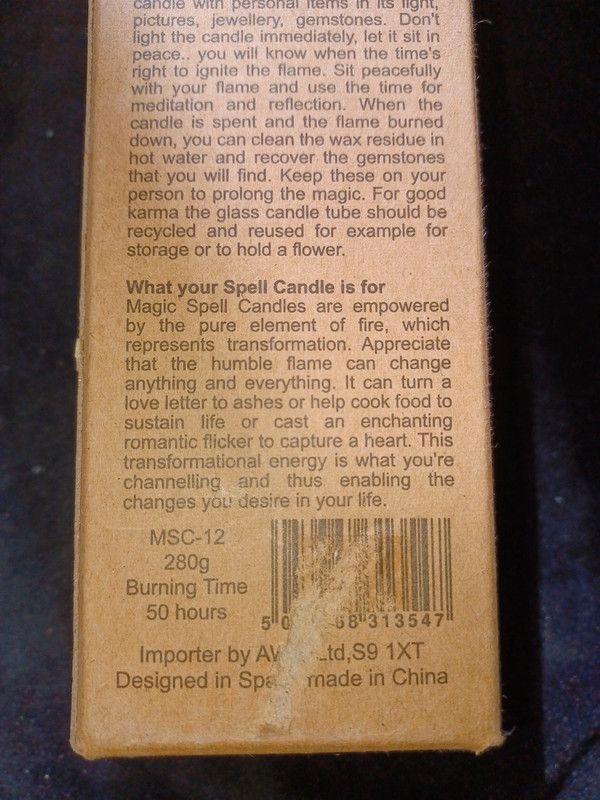 candle with personal items in its light,
pictures, jewellery, gemstones. Don't
light the candle immediately, let it sit in
peace.. you will know when the time's
right to ignite the flame. Sit peacefully
with your flame and use the time for
meditation and reflection. When the
candle is spent and the flame burned
down, you can clean the wax residue in
hot water and recover the gemstones
that you will find. Keep these on your
person to prolong the magic. For good
karma the glass candle tube should be
recycled and reused for example for
storage or to hold a flower.
What your Spell Candle is for
Magic Spell Candles are empowered
by the pure element of fire, which
represents transformation. Appreciate
that the humble flame can change
anything and everything. It can turn a
love letter to ashes or help cook food to
sustain life or cast an enchanting
romantic flicker to capture a heart. This
transformational energy is what you're
channelling and thus enabling the
changes you desire in your life.
MSC-12
280g
Burning Time
50 hours
313547
Importer by Ltd,S9 1XT
Designed in made in China